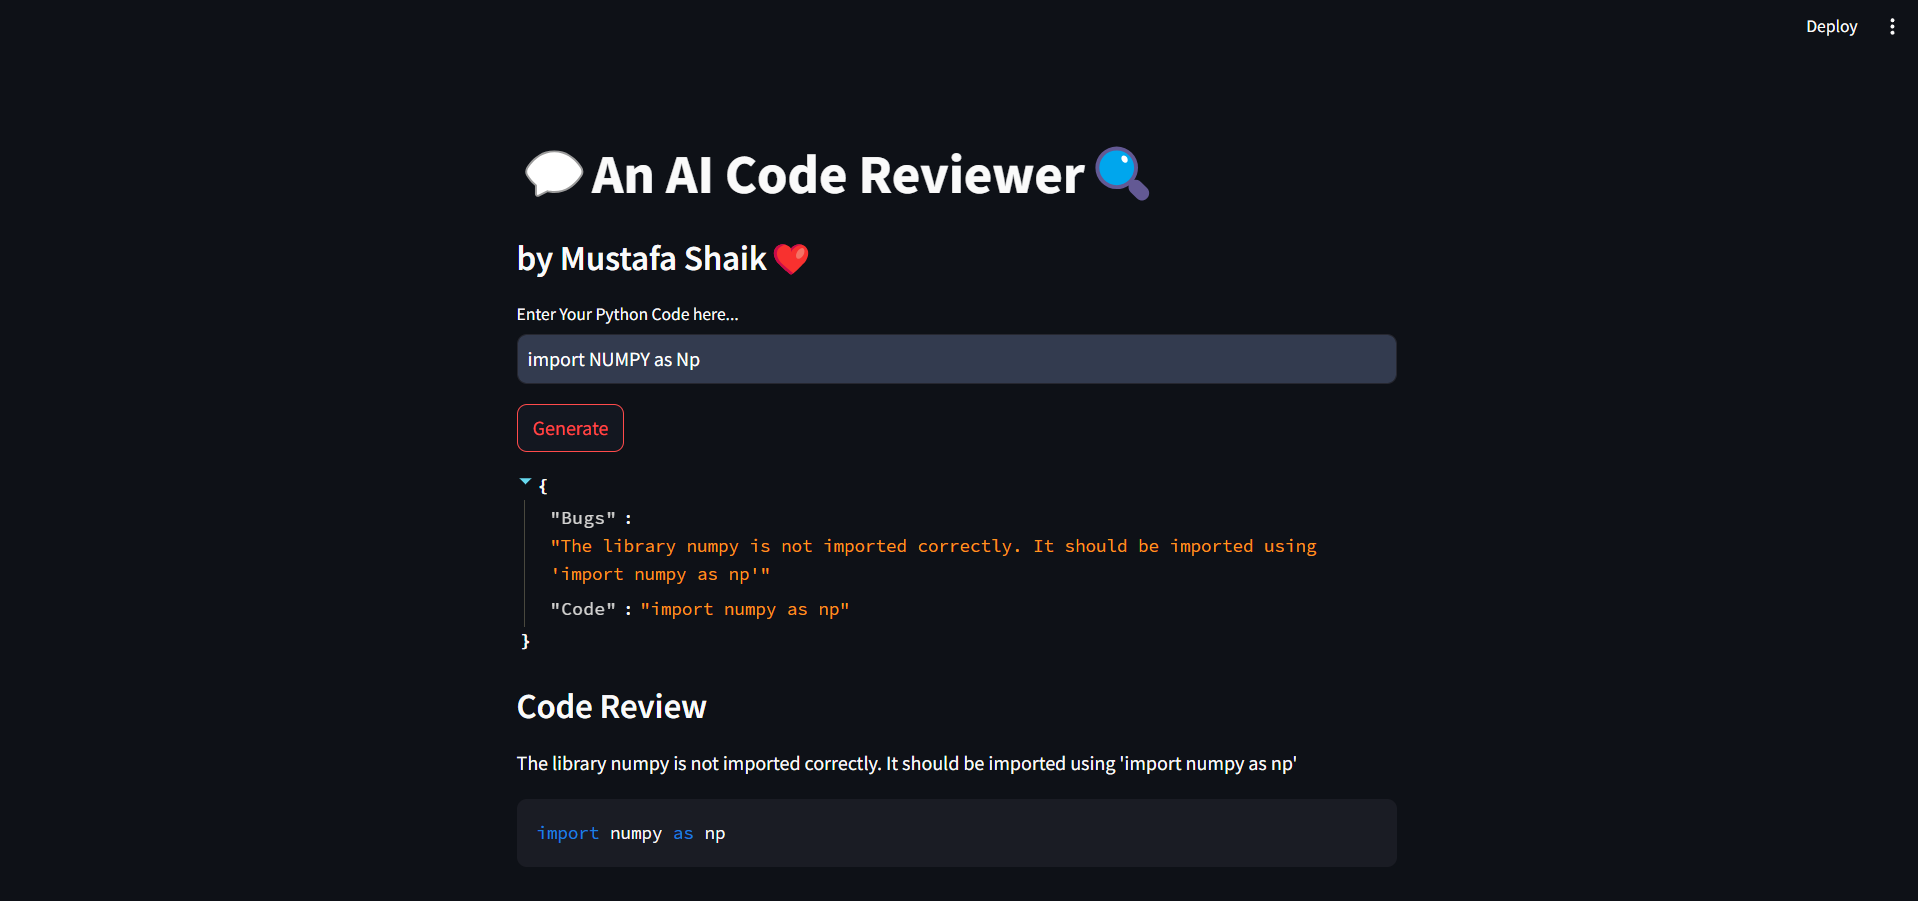 Deploy
An AI Code Reviewer
by Mustafa Shaik
Enter Your Python Code here...
import NUMPY as Np
Generate
{
"Bugs" :
"The library numpy is not imported correctly. It should be imported using
'import numpy as np'"
"Code" : "import numpy as np"
}
Code Review
The library numpy is not imported correctly. It should be imported using 'import numpy as np'
import numpy as np